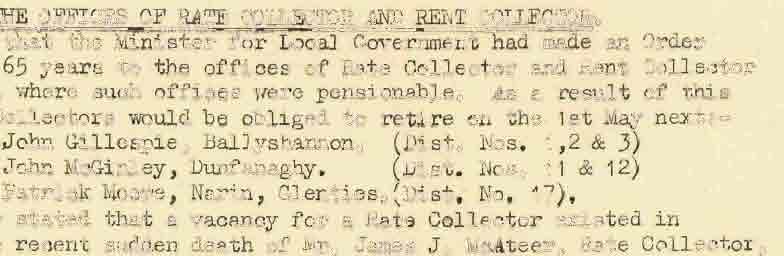 HE OFFICES OF RATE COLLECTOR AND RENT COLLECTOR.
that the Minister for Local Government had made an Order
65 years to the offices of Rate Collector and Rent Collector
where such offices were pensionable. As a result of this
Collectors would be obliged to retire on the 1st May next:-
John Gillespie, Ballyshannon, (Dist. Nos. 1,2 & 3)
John McGinley, Dunfanaghy. (Dist. Nos. 11 & 12)
Patrick Moore, Narin, Glenties,(Dist. No. 17),
stated that a vacancy for a Rate Collector existed in
recent sudden death of Mr. James J. McAteer, Rate Collector,